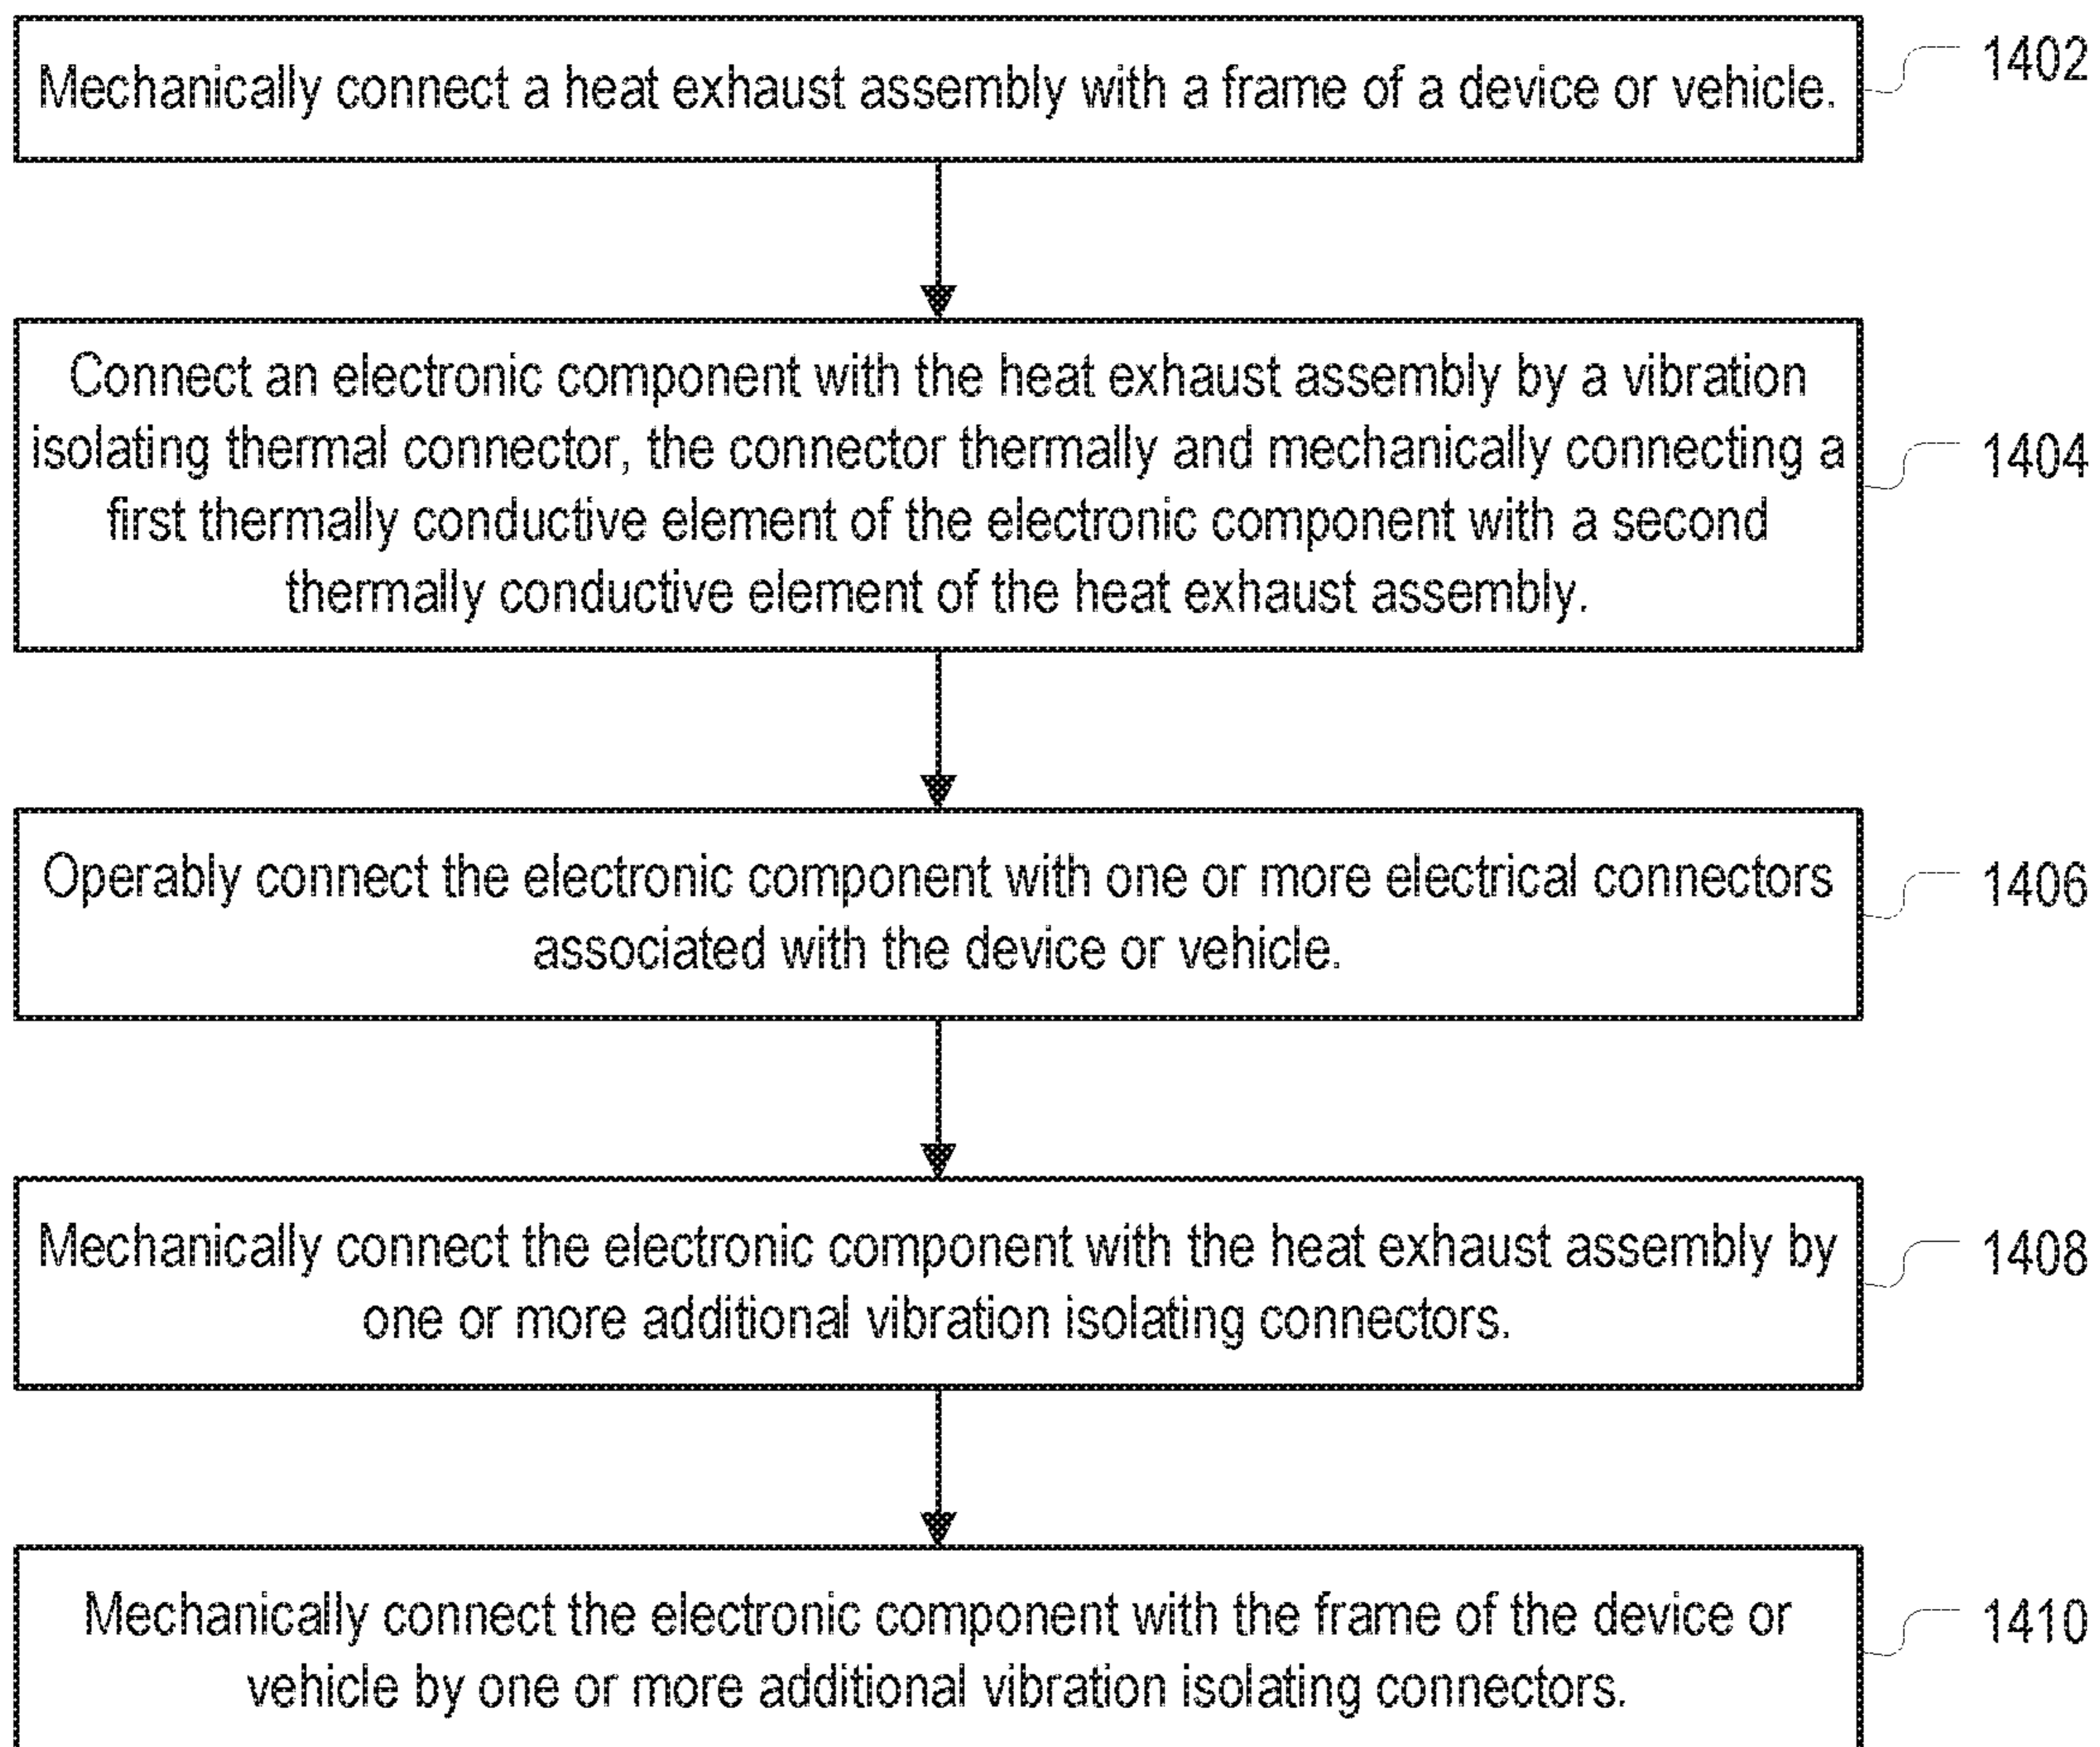 Mechanically connect a heat exhaust assembly with a frame of a device or vehicle.
1402
Connect an electronic component with the heat exhaust assembly by a vibration
isolating thermal connector, the connector thermally and mechanically connecting a
first thermally conductive element of the electronic component with a second
thermally conductive element of the heat exhaust assembly.
1404
Operably connect the electronic component with one or more electrical connectors
associated with the device or vehicle.
1406
Mechanically connect the electronic component with the heat exhaust assembly by
one or more additional vibration isolating connectors.
1408
Mechanically connect the electronic component with the frame of the device or
vehicle by one or more additional vibration isolating connectors.
1410